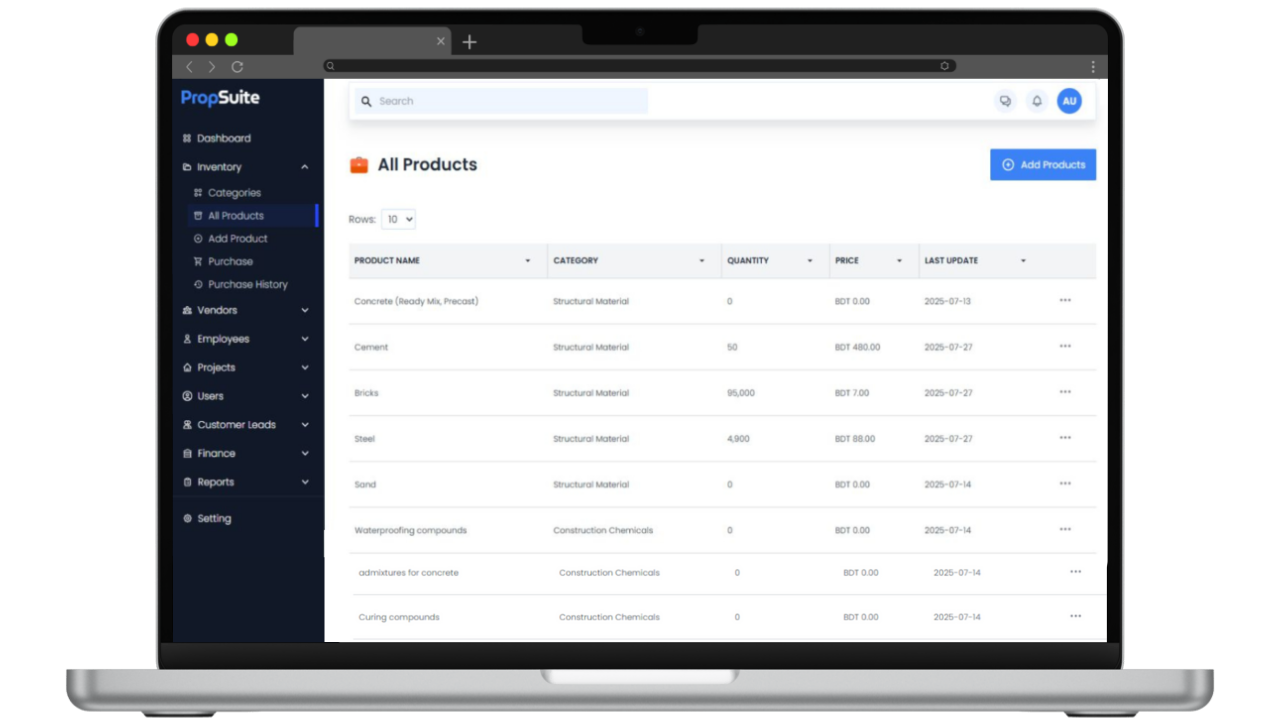 PropSuite
Search
AU
Dashboard
Inventory
Categories
All Products
Add Product
Purchase
Purchase History
Vendors
Employees
Projects
Users
Customer Leads
Finance
Reports
Setting
All Products
Add Products
Rows: 10
PRODUCT NAME CATEGORY QUANTITY PRICE LAST UPDATE
Concrete (Ready Mix, Precast) Structural Material 0 BDT 0.00 2025-07-13
Cement Structural Material 50 BDT 480.00 2025-07-27
Bricks Structural Material 95,000 BDT 7.00 2025-07-27
Steel Structural Material 4,900 BDT 88.00 2025-07-27
Sand Structural Material 0 BDT 0.00 2025-07-14
Waterproofing compounds Construction Chemicals 0 BDT 0.00 2025-07-14
admixtures for concrete Construction Chemicals 0 BDT 0.00 2025-07-14
Curing compounds Construction Chemicals 0 BDT 0.00 2025-07-14